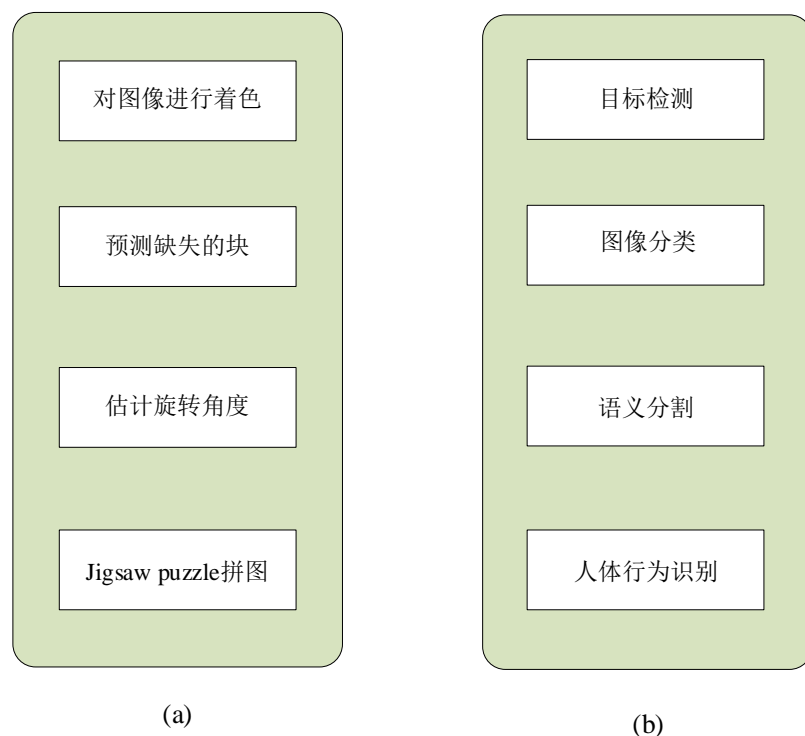 对图像进行着色
预测缺失的块
估计旋转角度
Jigsaw puzzle拼图
(a)
目标检测
图像分类
语义分割
人体行为识别
(b)